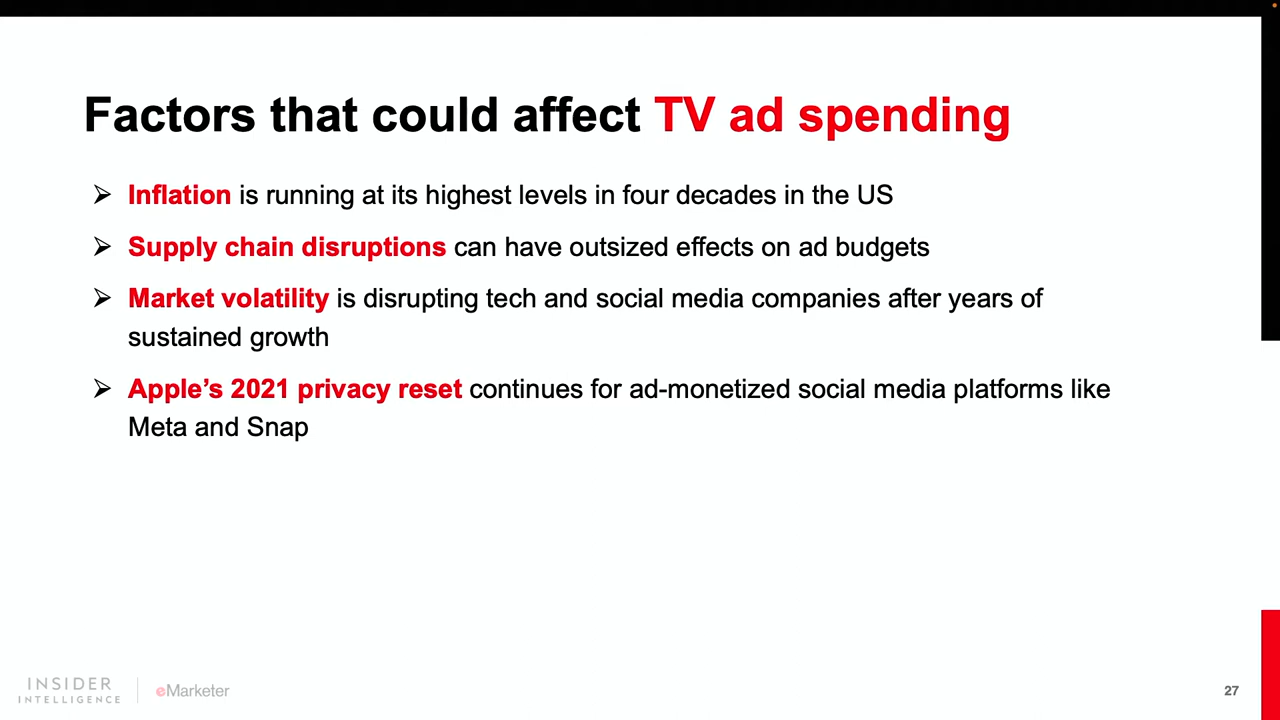 Factors that could affect TV ad spending
➢ Inflation is running at its highest levels in four decades in the US
➢ Supply chain disruptions can have outsized effects on ad budgets
➢ Market volatility is disrupting tech and social media companies after years of
sustained growth
➢ Apple’s 2021 privacy reset continues for ad-monetized social media platforms like
Meta and Snap
INSIDER
INTELLIGENCE
eMarketer
27